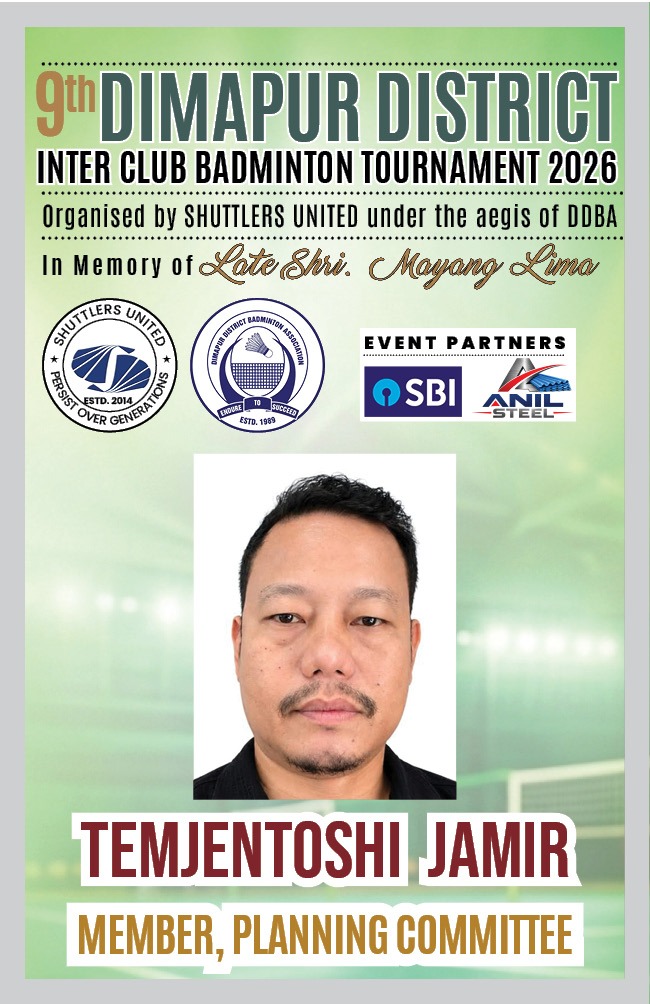 9th DIMAPUR DISTRICT
INTER CLUB BADMINTON TOURNAMENT 2026
Organised by SHUTTLERS UNITED under the aegis of DDBA
In Memory of Late Shri. Mayang Lima
SHUTTLERS UNITED
ESTD. 2014
PERSIST OVER GENERATIONS
DIMAPUR DISTRICT BADMINTON ASSOCIATION
ENDURE TO SUCCEED
ESTD. 1989
EVENT PARTNERS
SBI
ANIL
STEEL
TEMJENTOSHI JAMIR
MEMBER, PLANNING COMMITTEE